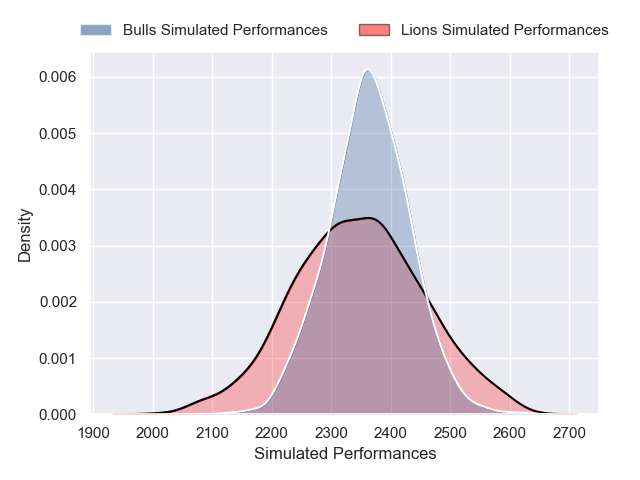 Bulls Simulated Performances Lions Simulated Performances
0.006
0.005
0.004
0.003
0.002
0.001
0.000
Density
1900 2000 2100 2200 2300 2400 2500 2600 2700
Simulated Performances